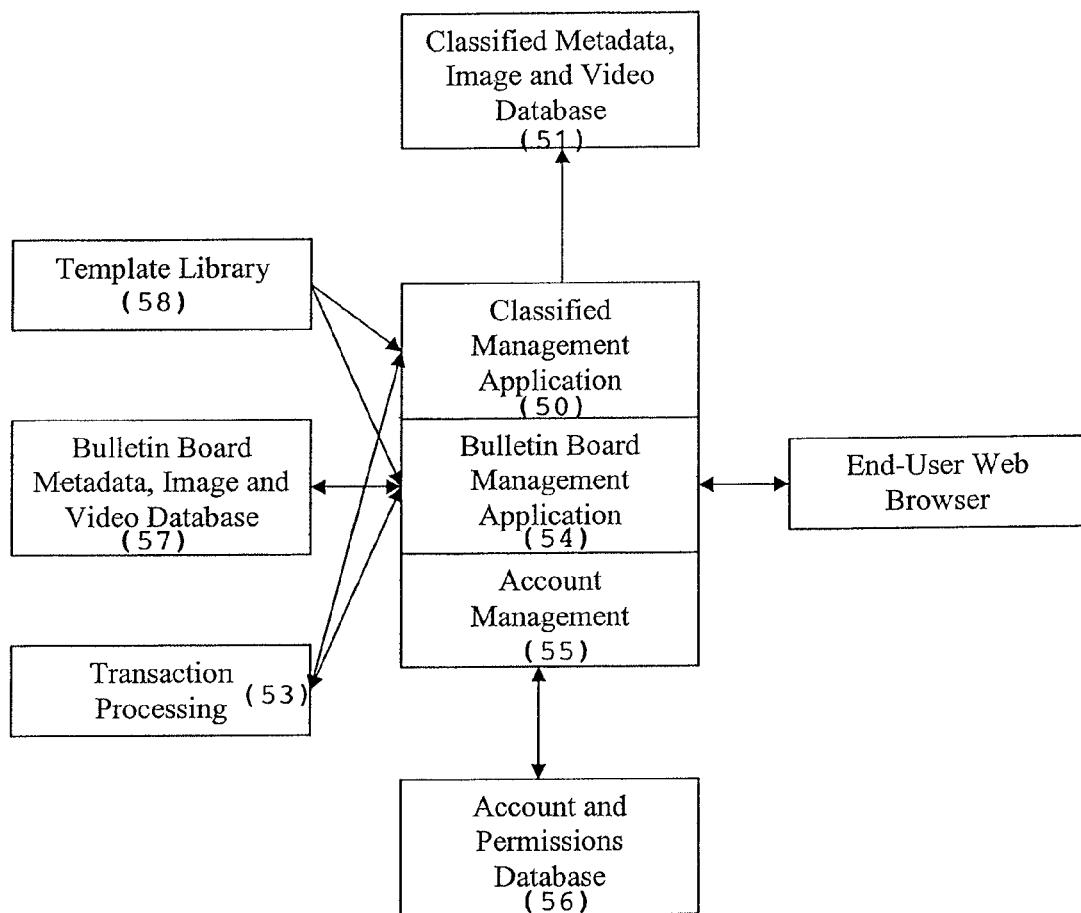 Classified Metadata,
Image and Video
Database
(51)
Template Library
(58)
Classified
Management
Application
(50)
Bulletin Board
Metadata, Image and
Video Database
(57)
Bulletin Board
Management
Application
(54)
End-User Web
Browser
Account
Management
(55)
Transaction
Processing (53)
Account and
Permissions
Database
(56)